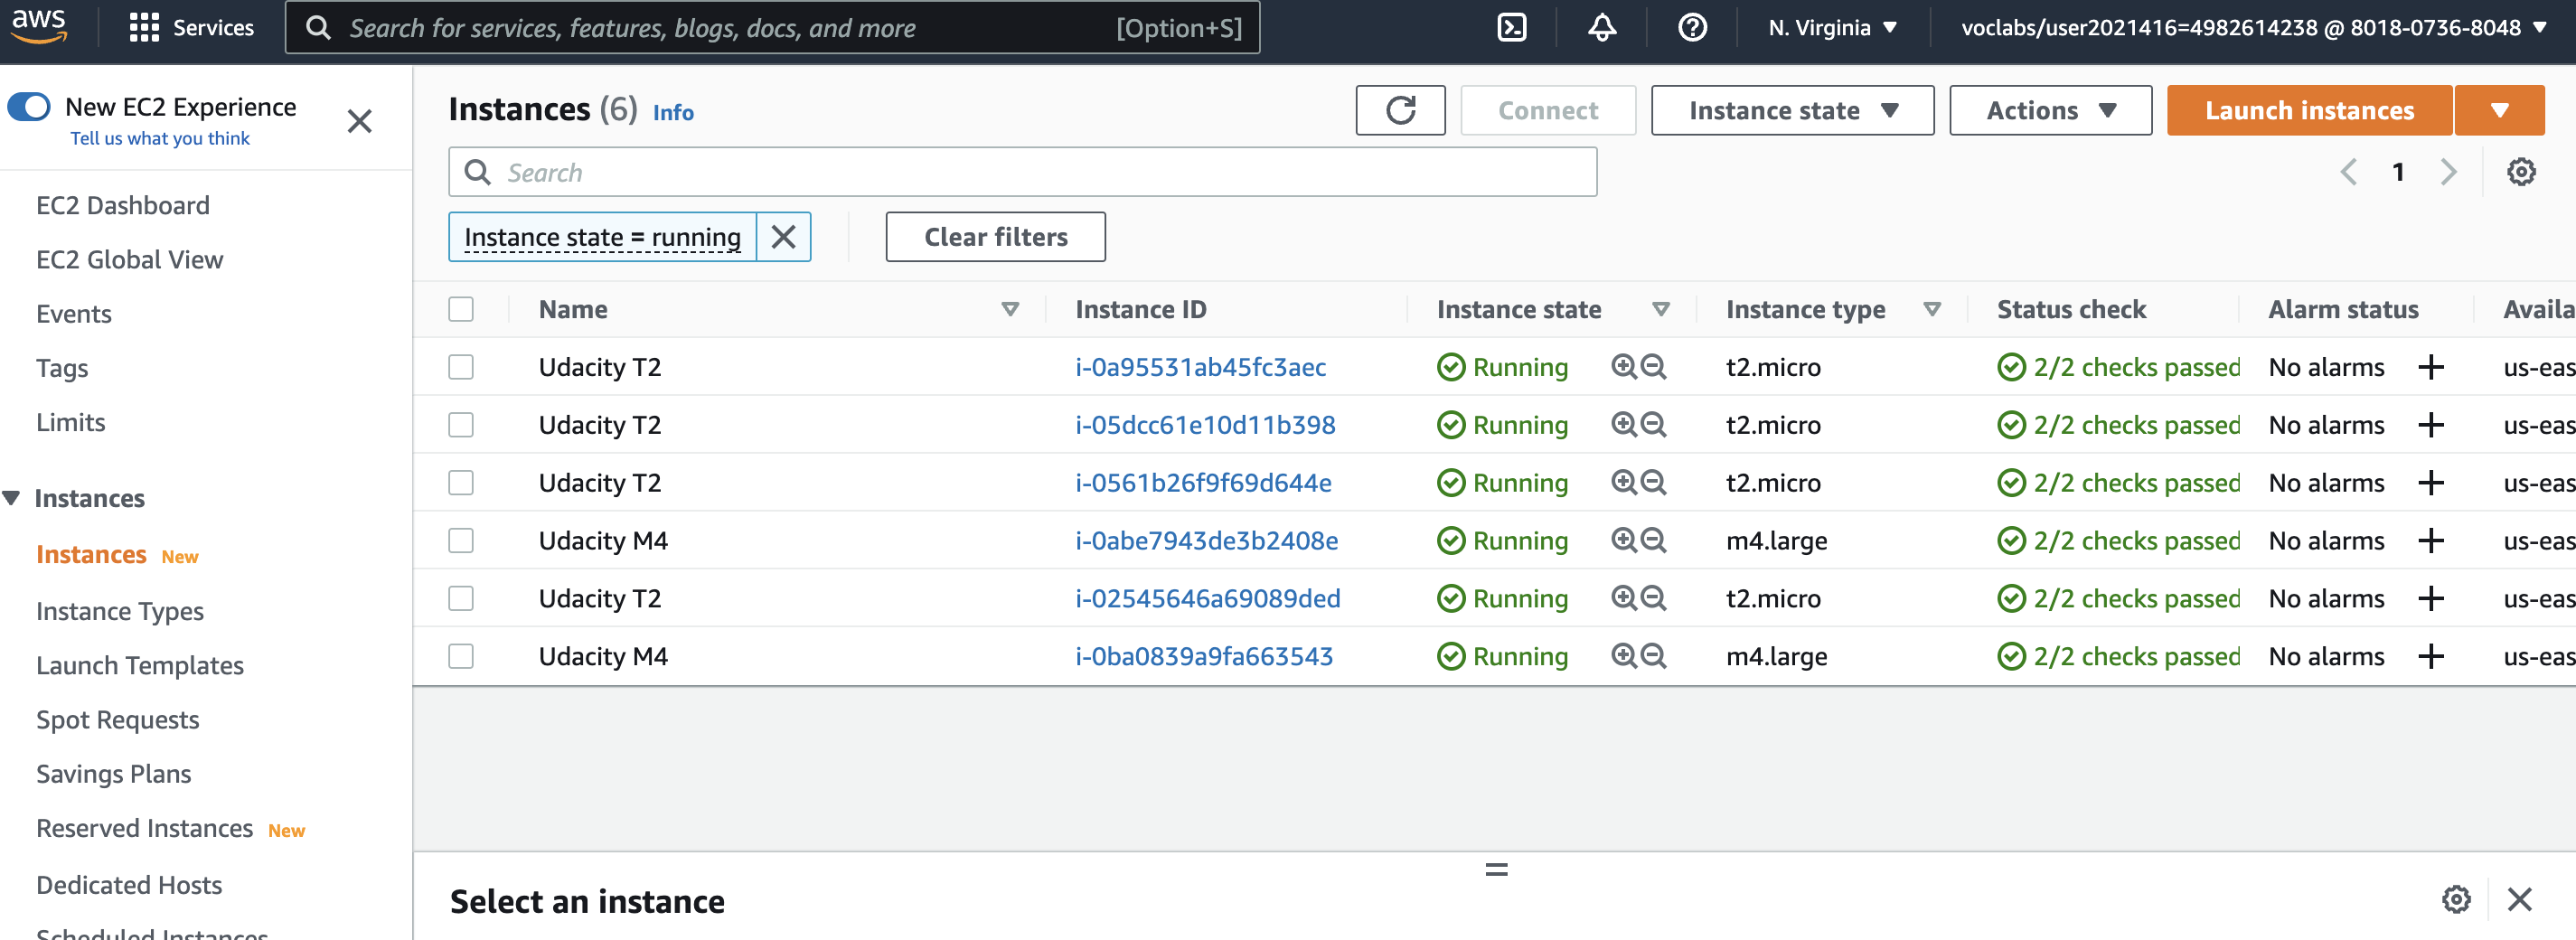 aws Services Search for services, features, blogs, docs, and more [Option+S] N. Virginia voclabs/user2021416=4982614238 @ 8018-0736-8048
New EC2 Experience
Tell us what you think
EC2 Dashboard
EC2 Global View
Events
Tags
Limits
Instances
Instances New
Instance Types
Launch Templates
Spot Requests
Savings Plans
Reserved Instances New
Dedicated Hosts
Scheduled Instances
Instances (6) Info Connect Instance state Actions Launch instances
Search 1
Instance state = running Clear filters
Name Instance ID Instance state Instance type Status check Alarm status Availa
Udacity T2 i-0a95531ab45fc3aec Running t2.micro 2/2 checks passed No alarms us-eas
Udacity T2 i-05dcc61e10d11b398 Running t2.micro 2/2 checks passed No alarms us-eas
Udacity T2 i-0561b26f9f69d644e Running t2.micro 2/2 checks passed No alarms us-eas
Udacity M4 i-0abe7943de3b2408e Running m4.large 2/2 checks passed No alarms us-eas
Udacity T2 i-02545646a69089ded Running t2.micro 2/2 checks passed No alarms us-eas
Udacity M4 i-0ba0839a9fa663543 Running m4.large 2/2 checks passed No alarms us-eas
Select an instance